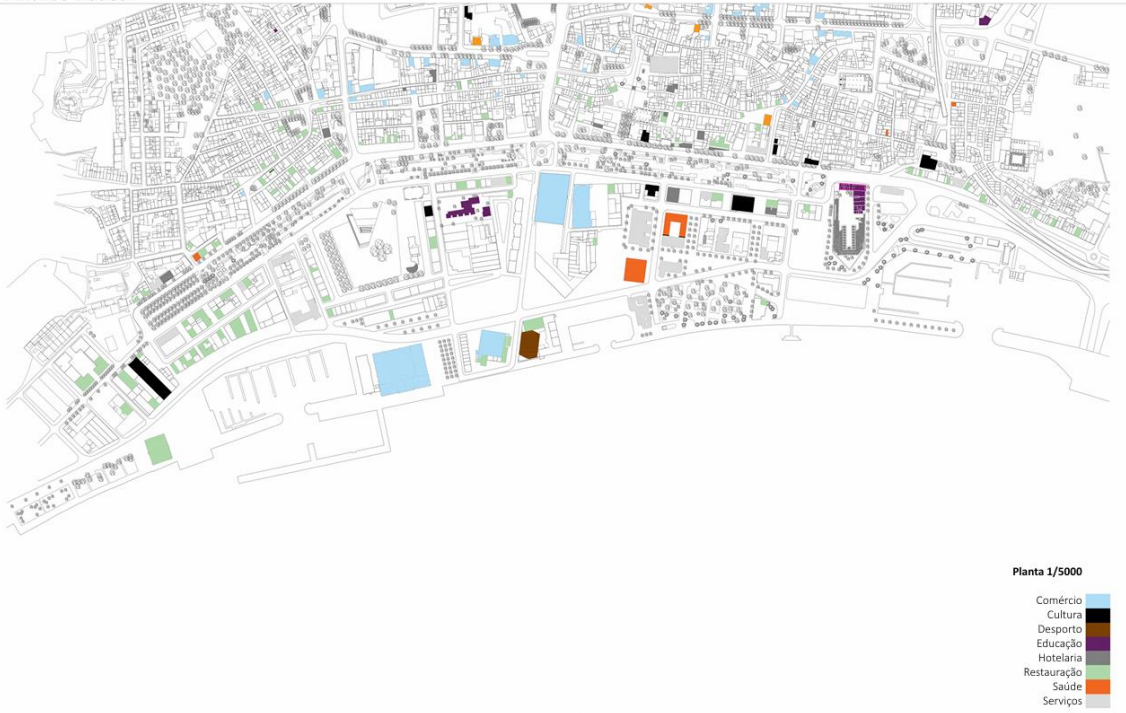 Planta 1/5000
Comércio
Cultura
Desporto
Educação
Hotelaria
Restauração
Saúde
Serviços